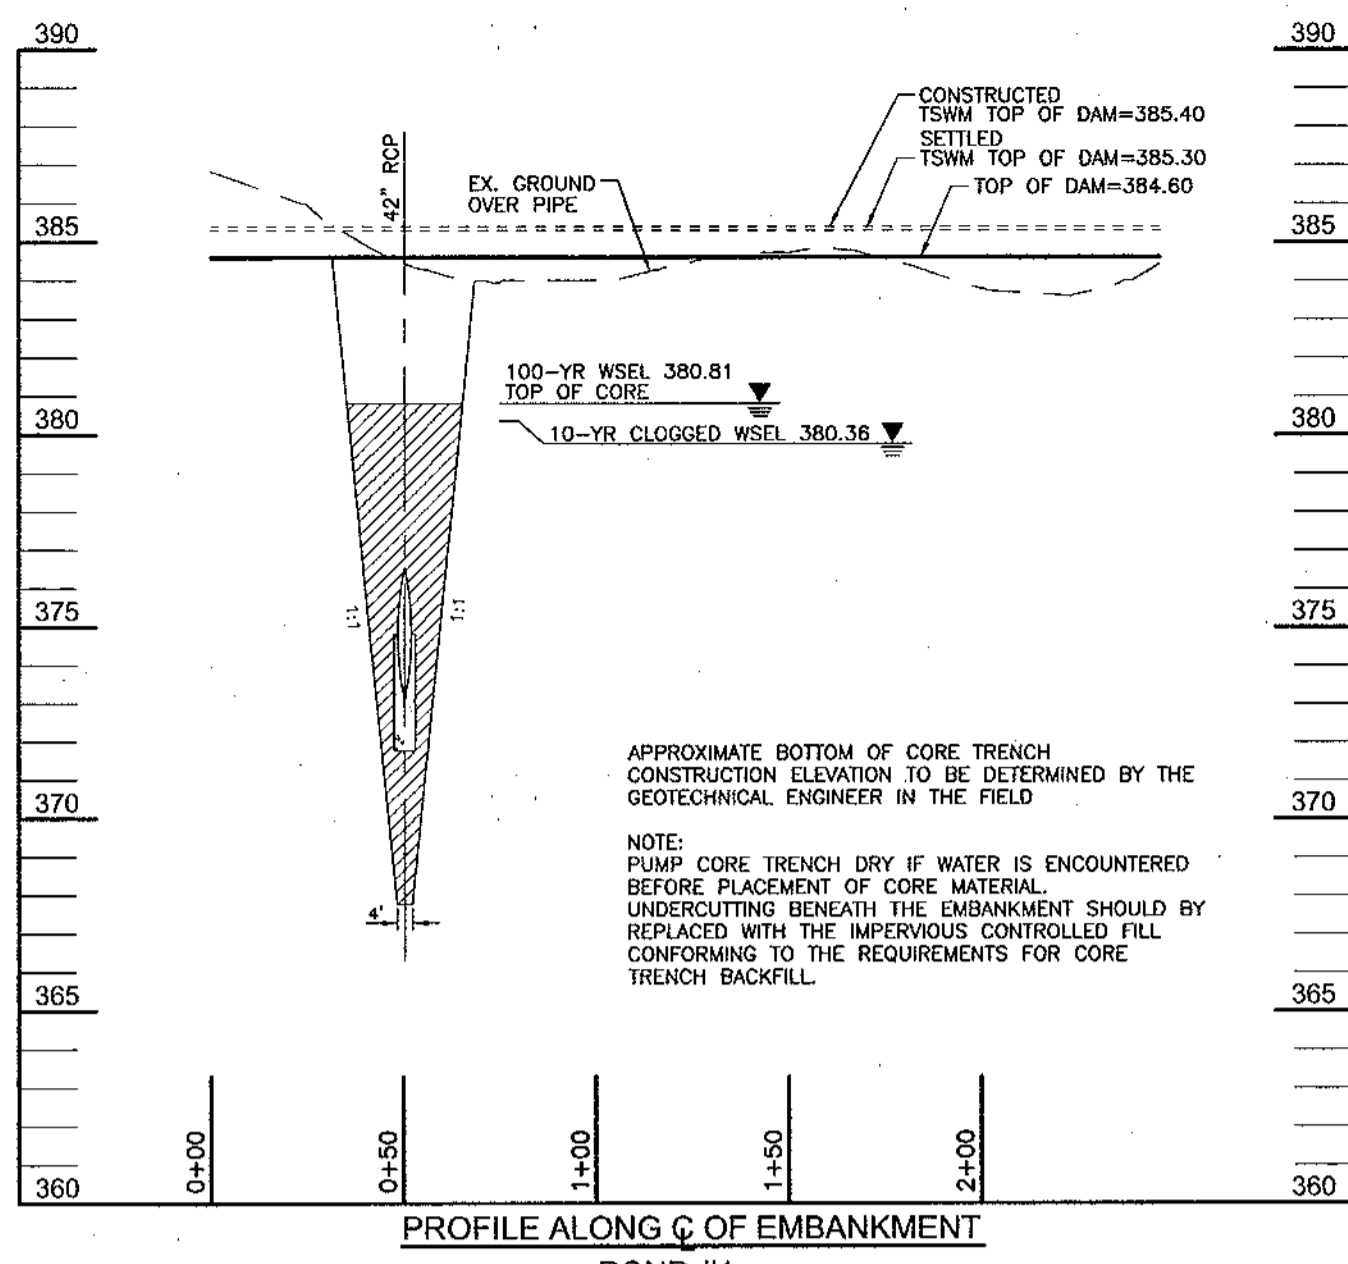 390
390
CONSTRUCTED
TSWM TOP OF DAM=385.40
SETTLED
TSWM TOP OF DAM=385.30
TOP OF DAM=384.60
42" RCP
EX. GROUND
OVER PIPE
385
385
100-YR WSEL 380.81
TOP OF CORE
10-YR CLOGGED WSEL 380.36
380
380
375
1:1
1:1
375
APPROXIMATE BOTTOM OF CORE TRENCH
CONSTRUCTION ELEVATION TO BE DETERMINED BY THE
GEOTECHNICAL ENGINEER IN THE FIELD
370
370
NOTE:
PUMP CORE TRENCH DRY IF WATER IS ENCOUNTERED
BEFORE PLACEMENT OF CORE MATERIAL.
UNDERCUTTING BENEATH THE EMBANKMENT SHOULD BY
REPLACED WITH THE IMPERVIOUS CONTROLLED FILL
CONFORMING TO THE REQUIREMENTS FOR CORE
TRENCH BACKFILL.
4'
365
365
0+00
0+50
1+00
1+50
2+00
360
360
PROFILE ALONG ℄ OF EMBANKMENT